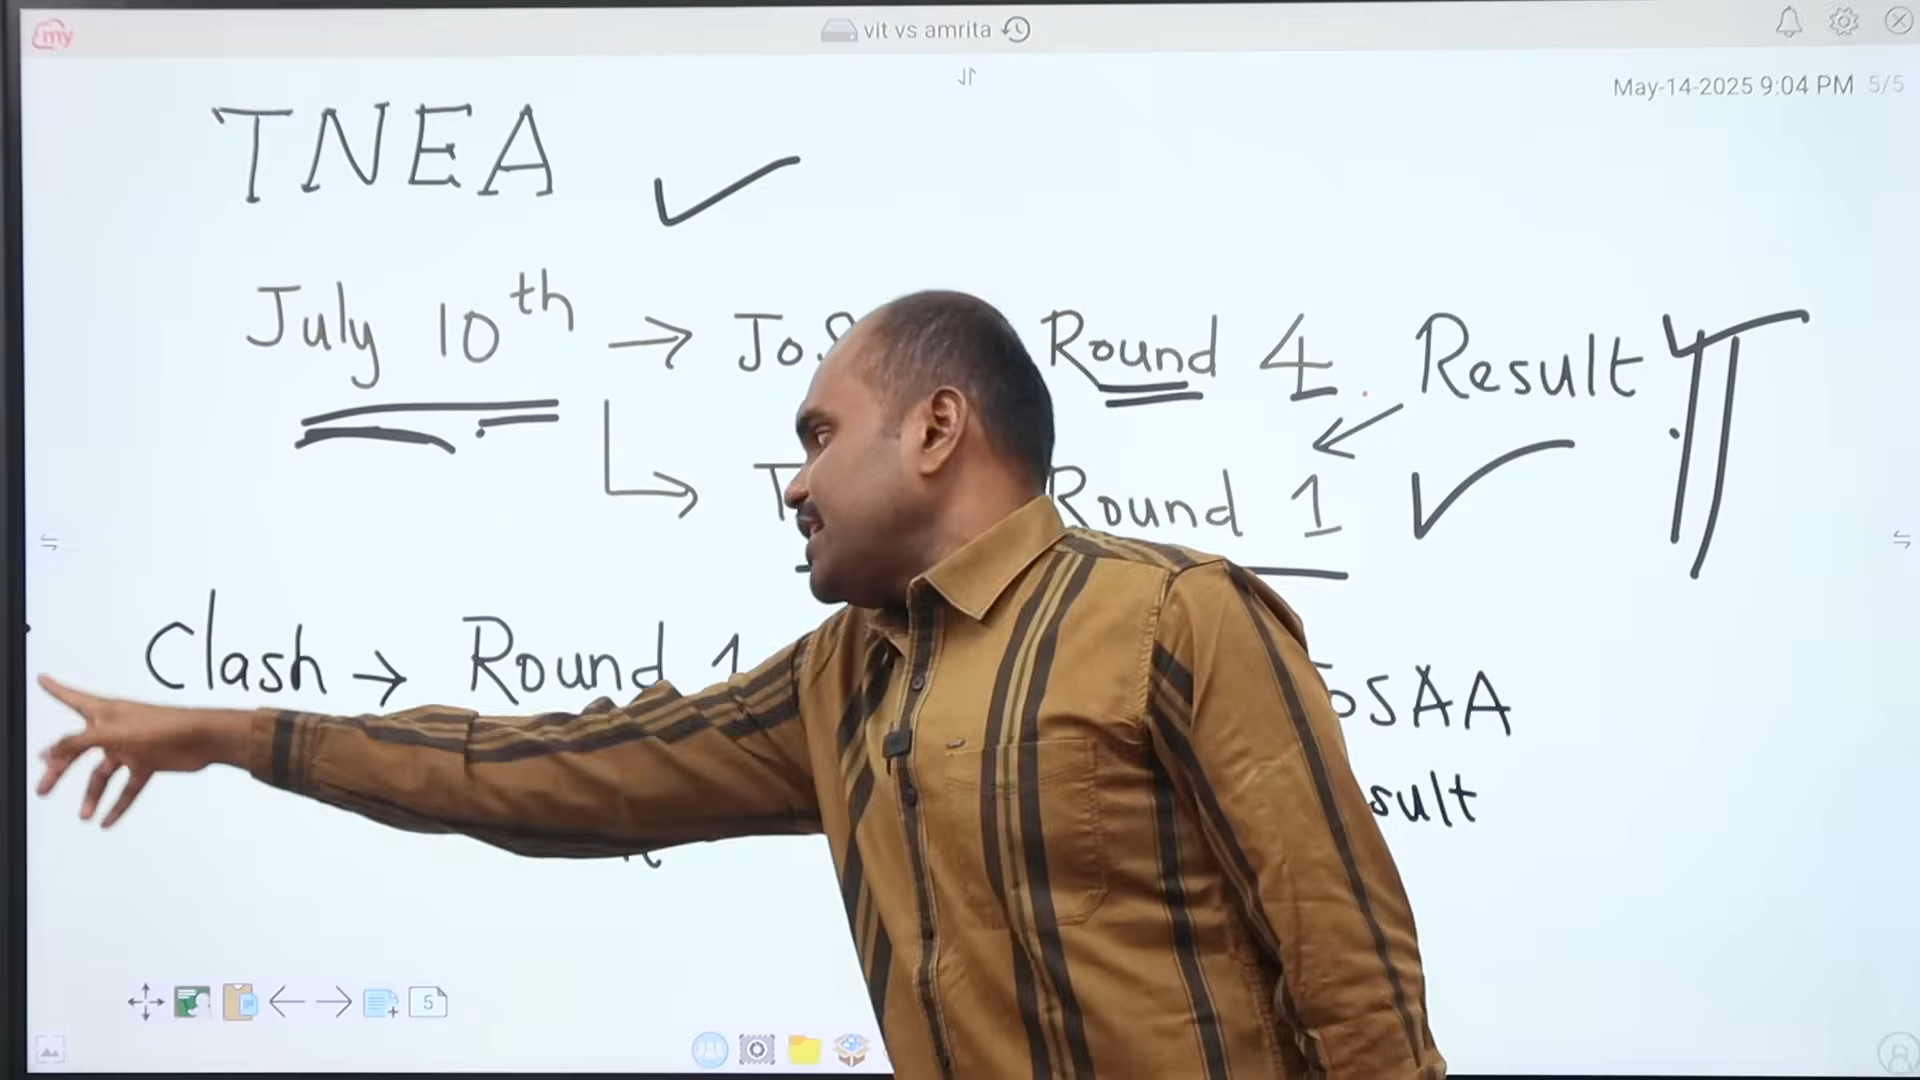 my
vit vs amrita
May-14-2025 9:04 PM 5/5
TNEA
July 10th → Round 4 Result
Round 1
Clash → Round 1
5